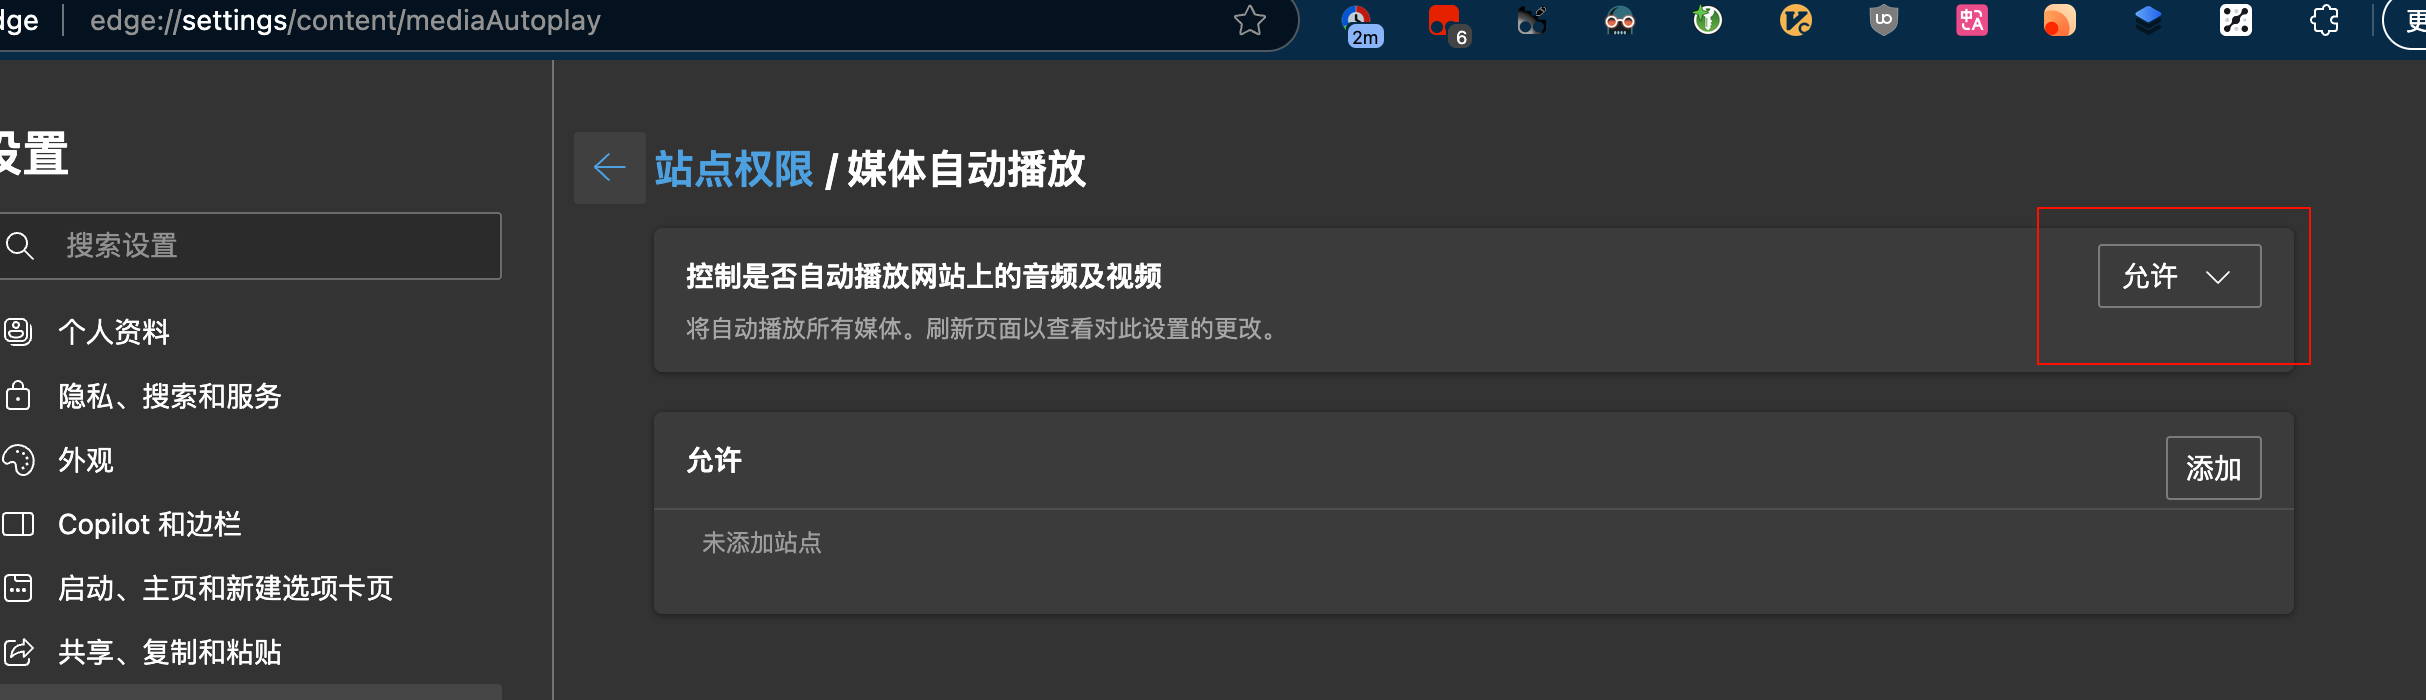 dge edge://settings/content/mediaAutoplay
2m
6
UO
中A
更
设置
搜索设置
个人资料
隐私、搜索和服务
外观
Copilot 和边栏
启动、主页和新建选项卡页
共享、复制和粘贴
站点权限 / 媒体自动播放
控制是否自动播放网站上的音频及视频
允许
将自动播放所有媒体。刷新页面以查看对此设置的更改。
允许
添加
未添加站点